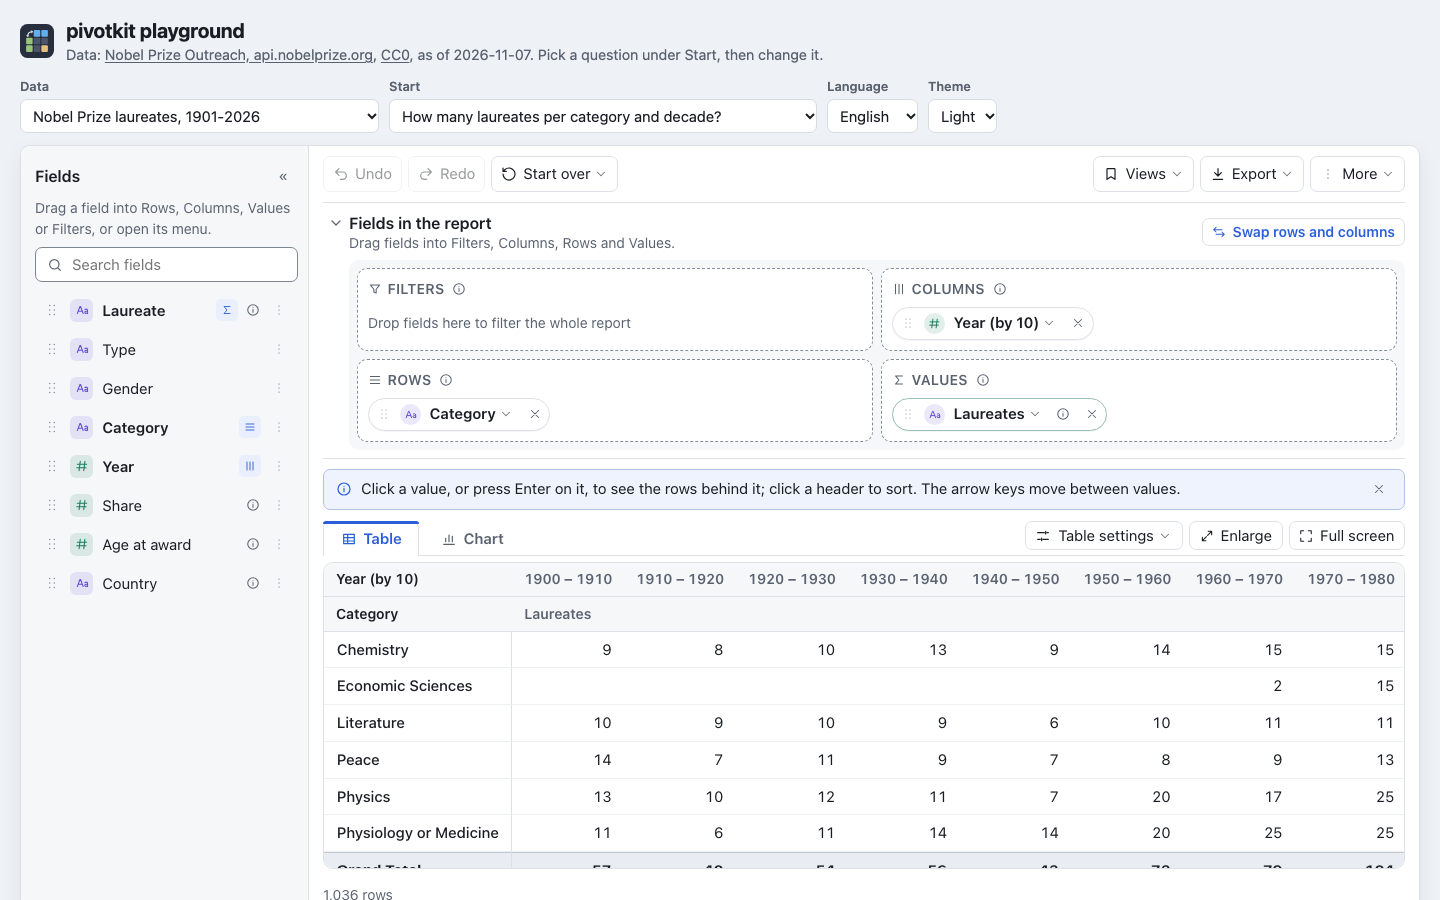 pivotkit playground
Data: Nobel Prize Outreach, api.nobelprize.org, CC0, as of 2026-11-07. Pick a question under Start, then change it.
Data
Start
Language
Theme
Nobel Prize laureates, 1901-2026
How many laureates per category and decade?
English
Light
Fields
«
Drag a field into Rows, Columns, Values
or Filters, or open its menu.
Search fields
Aa Laureate Σ
Aa Type
Aa Gender
Aa Category
# Year
# Share
# Age at award
Aa Country
Undo
Redo
Start over
Views
Export
More
Fields in the report
Drag fields into Filters, Columns, Rows and Values.
Swap rows and columns
FILTERS
Drop fields here to filter the whole report
COLUMNS
# Year (by 10)
ROWS
Aa Category
Σ VALUES
Aa Laureates
Click a value, or press Enter on it, to see the rows behind it; click a header to sort. The arrow keys move between values.
Table
Chart
Table settings
Enlarge
Full screen
Year (by 10) 1900 – 1910 1910 – 1920 1920 – 1930 1930 – 1940 1940 – 1950 1950 – 1960 1960 – 1970 1970 – 1980
Category Laureates
Chemistry 9 8 10 13 9 14 15 15
Economic Sciences 2 15
Literature 10 9 10 9 6 10 11 11
Peace 14 7 11 9 7 8 9 13
Physics 13 10 12 11 7 20 17 25
Physiology or Medicine 11 6 11 14 14 20 25 25
Grand Total
1,036 rows